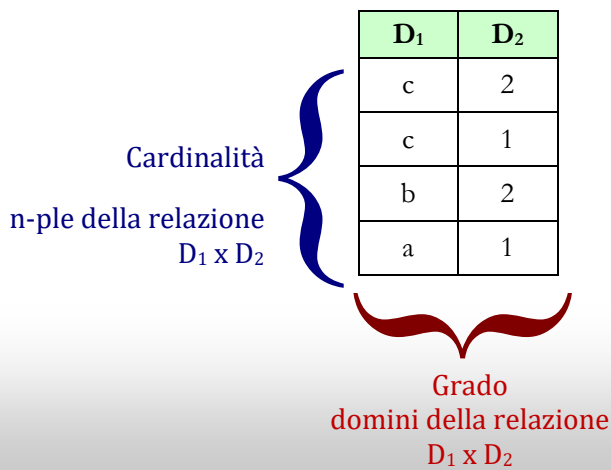 D₁ D₂
c 2
c 1
b 2
a 1
Cardinalità
n-ple della relazione
D₁ x D₂
Grado
domini della relazione
D₁ x D₂